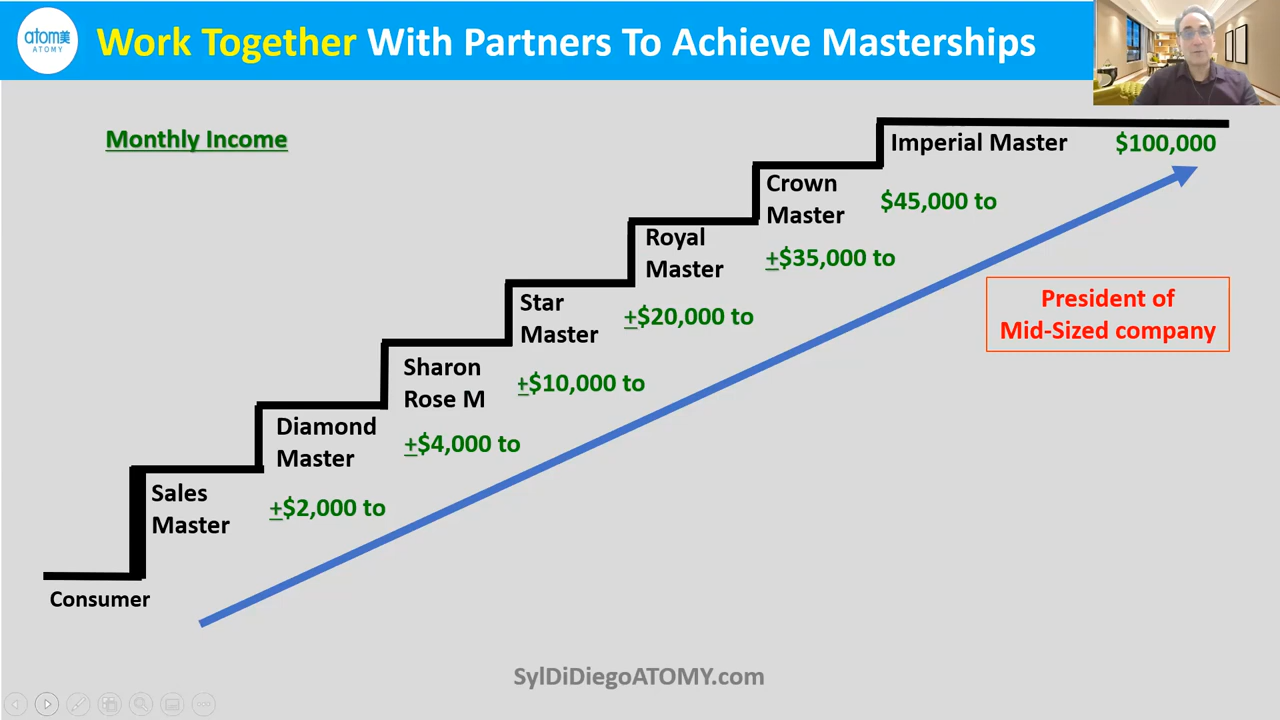 atom美
ATOMY
Work Together With Partners To Achieve Masterships
Monthly Income
Imperial Master $100,000
Crown
Master
$45,000 to
Royal
Master
±$35,000 to
President of
Mid-Sized company
Star
Master
±$20,000 to
Sharon
Rose M
±$10,000 to
Diamond
Master
±$4,000 to
Sales
Master
±$2,000 to
Consumer
SylDiDiegoATOMY.com